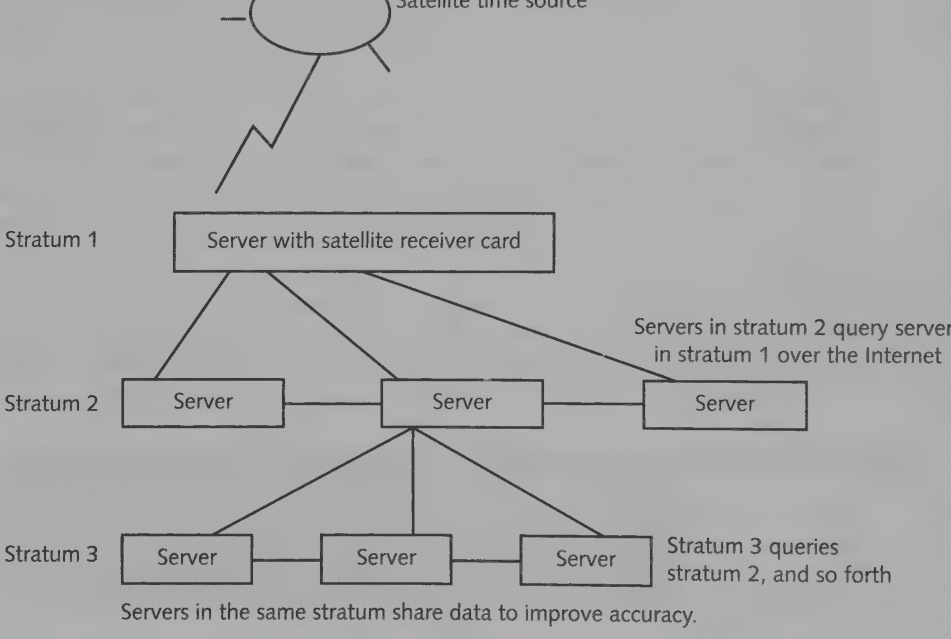 Satellite time source
Stratum 1
Server with satellite receiver card
Servers in stratum 2 query server
in stratum 1 over the Internet
Stratum 2
Server
Server
Server
Stratum 3
Server
Server
Server
Stratum 3 queries
stratum 2, and so forth
Servers in the same stratum share data to improve accuracy.